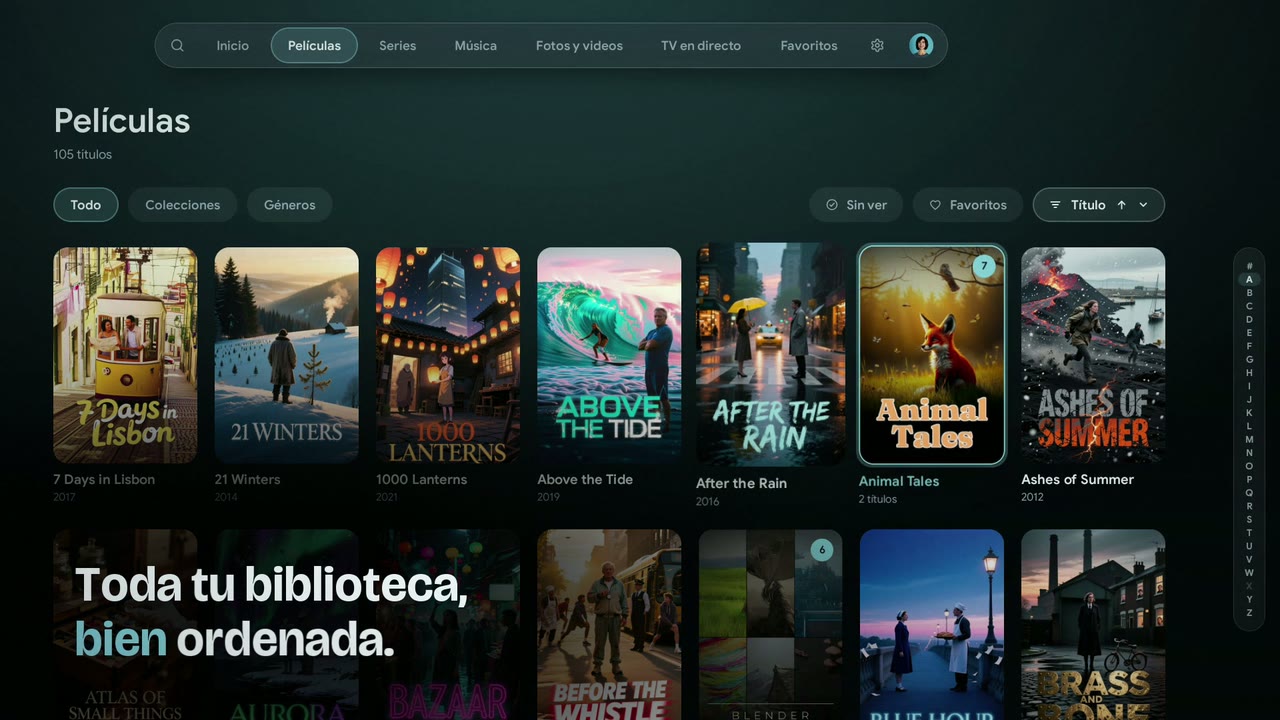 Inicio
Películas
Series
Música
Fotos y videos
TV en directo
Favoritos
Películas
105 títulos
Todo
Colecciones
Géneros
Sin ver
Favoritos
Título
7 Days in
Lisbon
21 WINTERS
1000
LANTERNS
ABOVE
THE TIDE
AFTER THE
RAIN
7
Animal
Tales
ASHES OF
SUMMER
7 Days in Lisbon
2017
21 Winters
2014
1000 Lanterns
2021
Above the Tide
2019
After the Rain
2016
Animal Tales
2 títulos
Ashes of Summer
2012
#
A
B
C
D
E
F
G
H
I
J
K
L
M
N
O
P
Q
R
S
T
U
V
W
X
Y
Z
Toda tu biblioteca,
bien ordenada.
ATLAS OF
SMALL THINGS
AURORA
BAZAAR
BEFORE THE
WHISTLE
6
BLENDER
BLUE HOUR
BRASS
AND
BONE